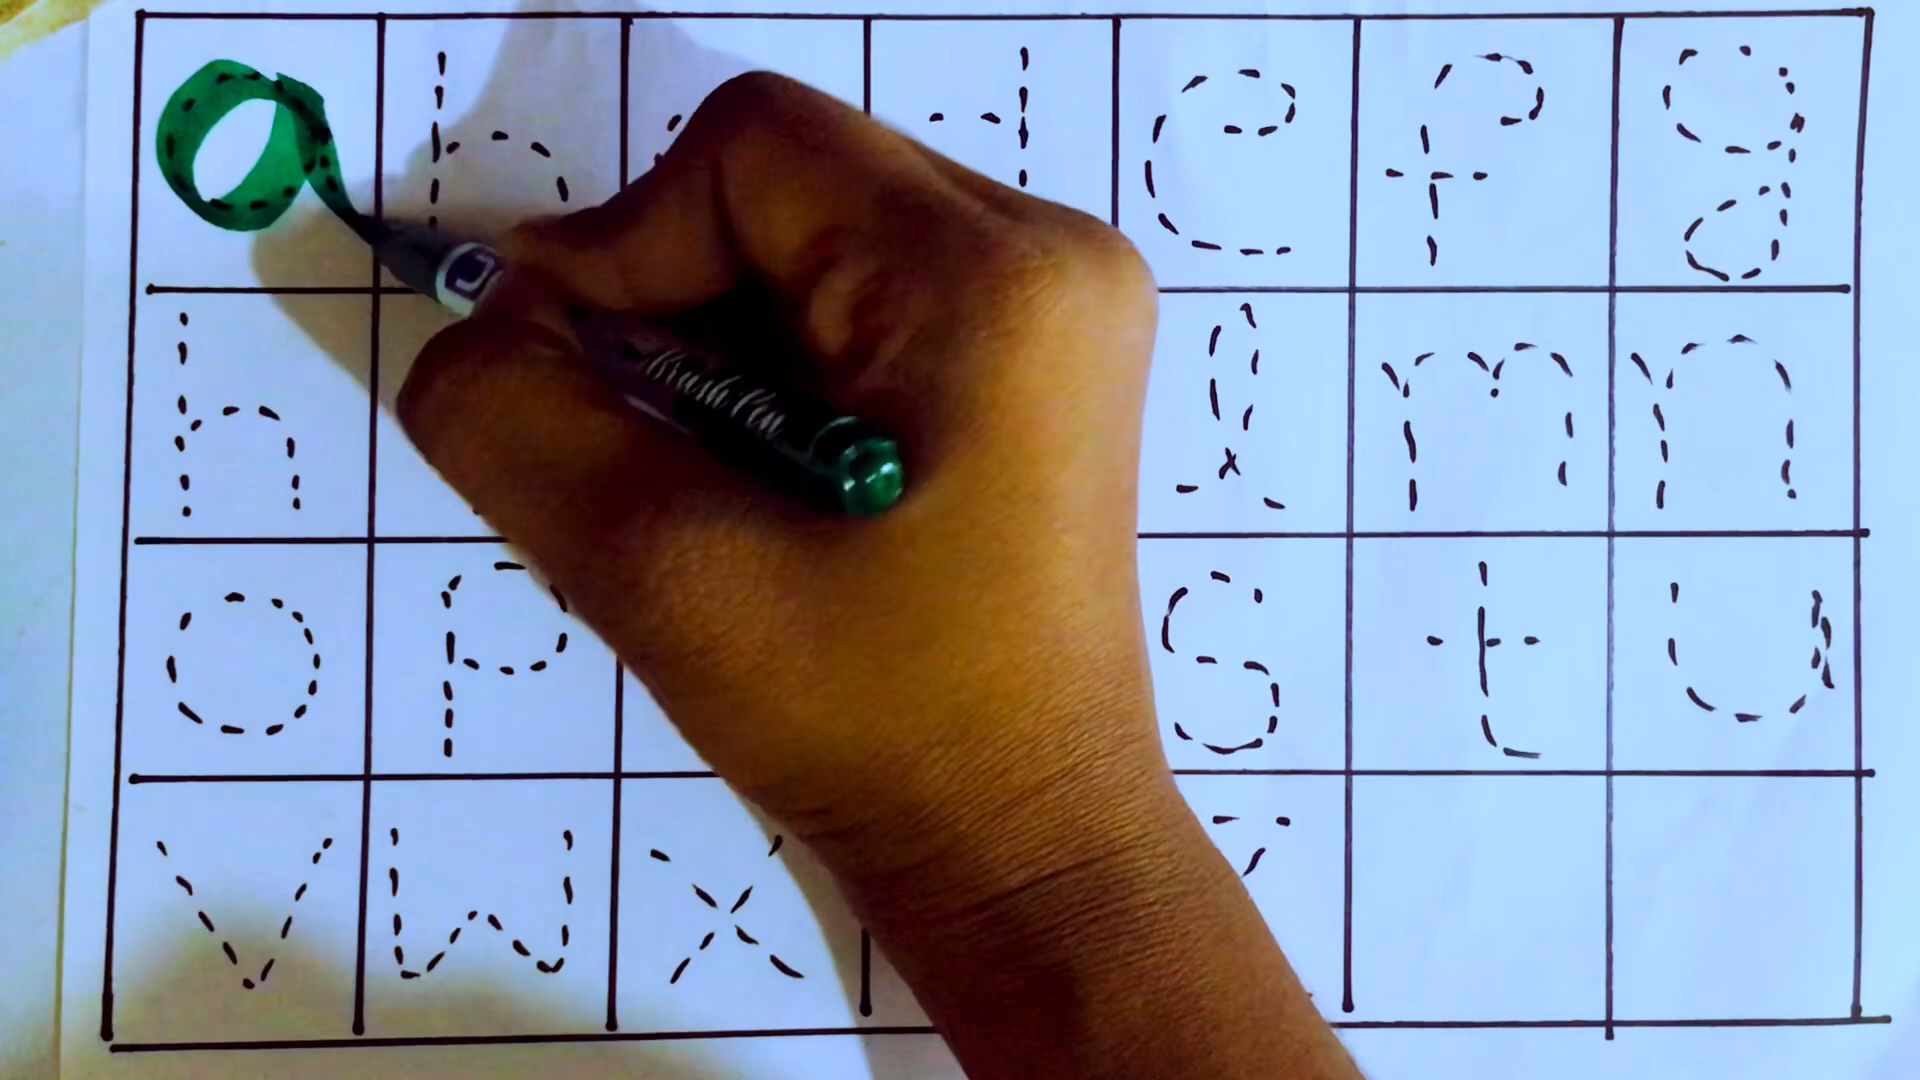 a h d e f g
h l m n
o p s t u
v w x z
Brush Pen